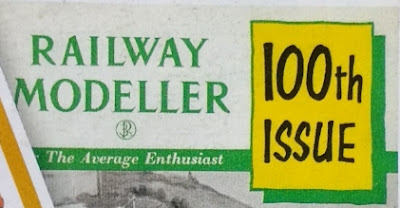 RAILWAY
MODELLER
The Average Enthusiast
100th
ISSUE